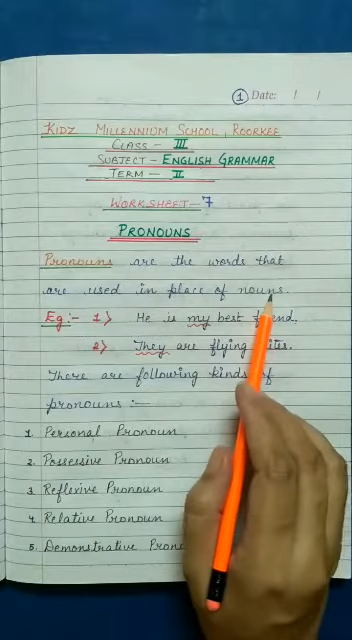 ① Date: / /
KIDZ MILLENNIUM SCHOOL, ROORKEE
CLASS - III
SUBJECT - ENGLISH GRAMMAR
TERM - II
WORKSHEET - 7
PRONOUNS
Pronouns are the words that
are used in place of nouns.
Eg:- 1> He is my best friend.
2> They are flying kites.
There are following kinds of
pronouns :-
1. Personal Pronoun
2. Possessive Pronoun
3. Reflexive Pronoun
4. Relative Pronoun
5. Demonstrative Prono